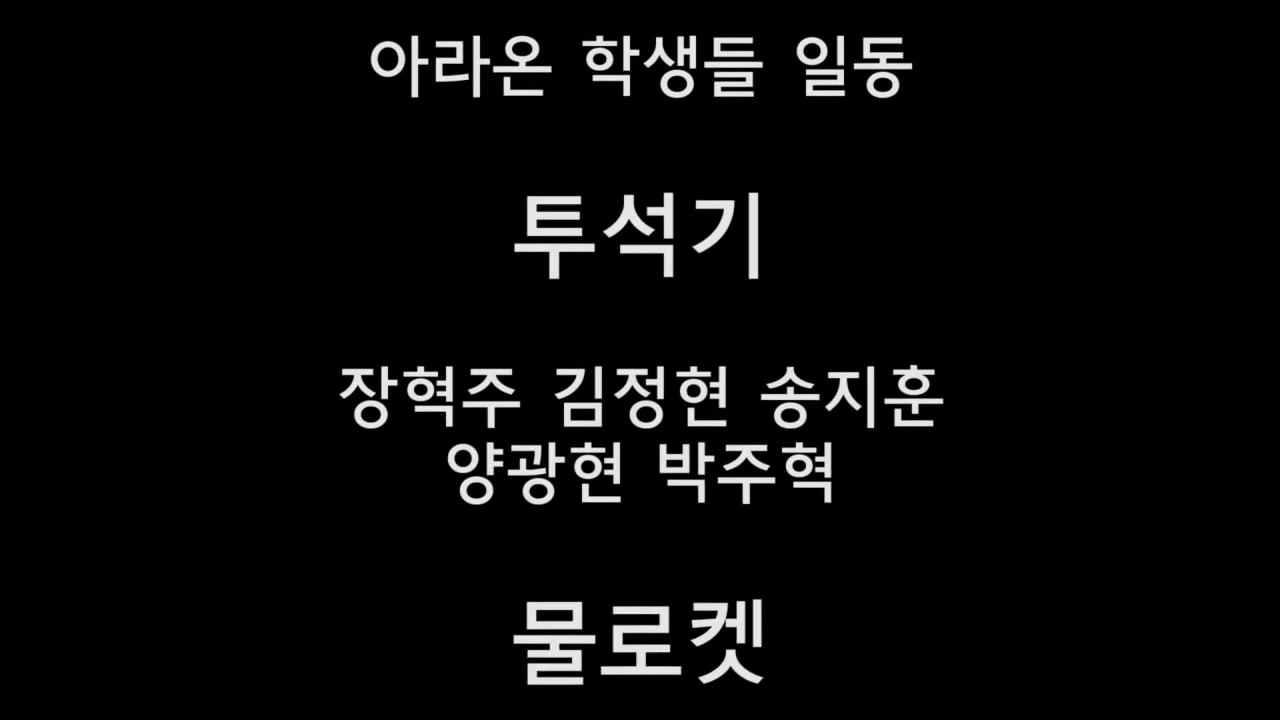 아라온 학생들 일동
투석기
장혁주 김정현 송지훈
양광현 박주혁
물로켓